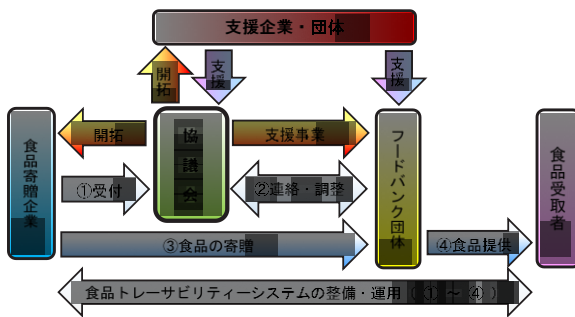 支援企業・団体
開拓
支援
支援
食品寄贈企業
開拓
協議会
支援事業
フードバンク団体
食品受取者
①受付
②連絡・調整
③食品の寄贈
④食品提供
食品トレーサビリティーシステムの整備・運用(①～④)